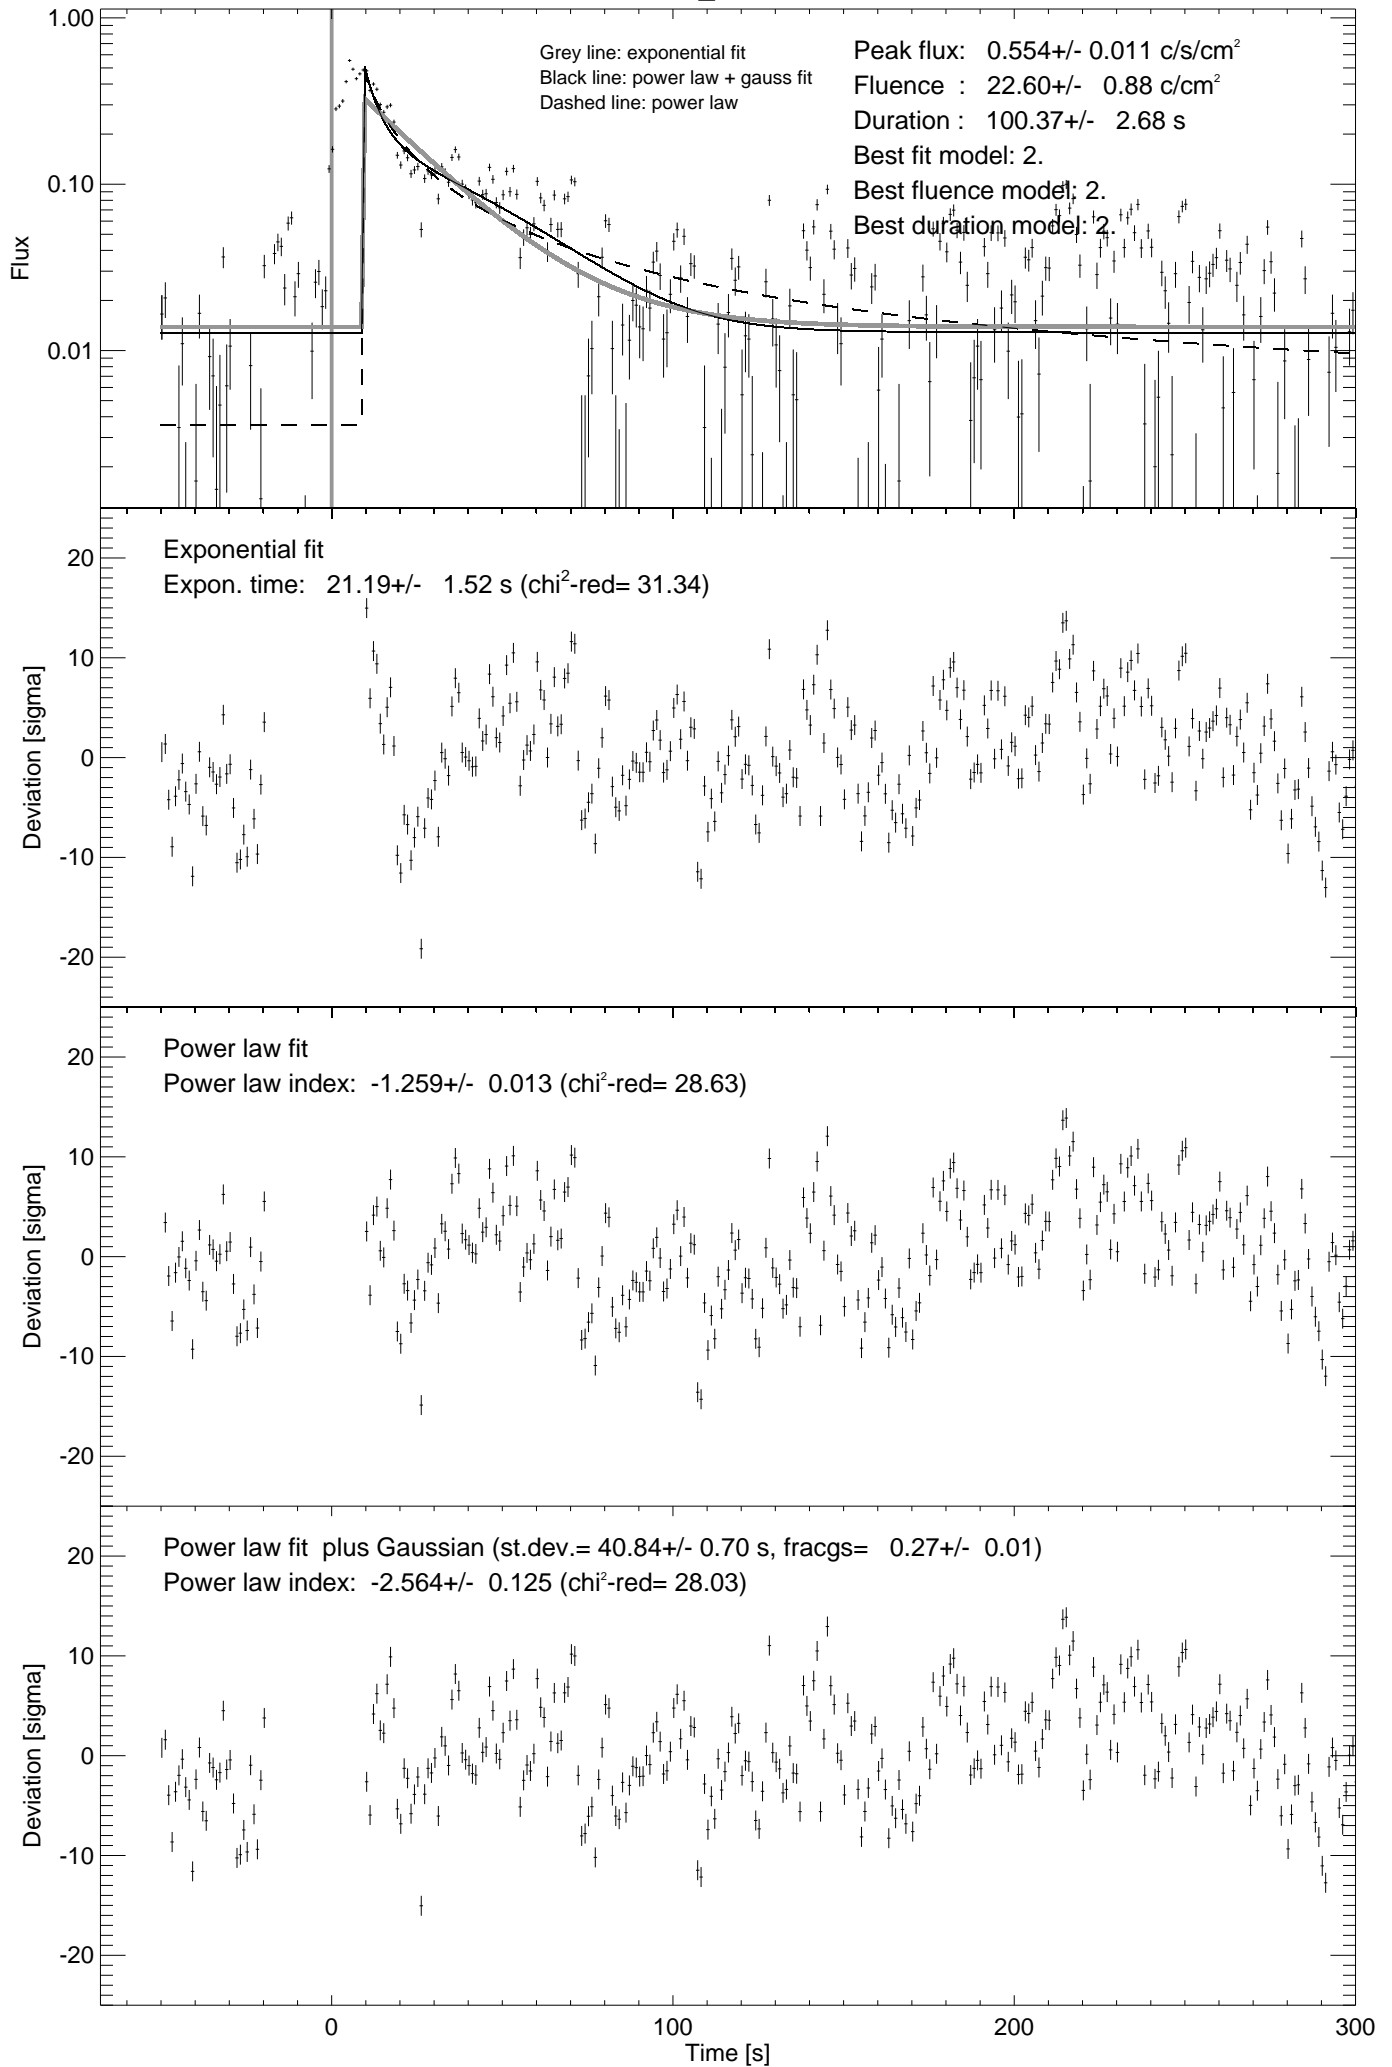 1.00
0.10
0.01
Flux
Grey line: exponential fit
Black line: power law + gauss fit
Dashed line: power law
Peak flux: 0.554+/- 0.011 c/s/cm²
Fluence : 22.60+/- 0.88 c/cm²
Duration : 100.37+/- 2.68 s
Best fit model: 2.
Best fluence model: 2.
Best duration model: 2.
Exponential fit
Expon. time: 21.19+/- 1.52 s (chi²-red= 31.34)
20
10
0
-10
-20
Deviation [sigma]
Power law fit
Power law index: -1.259+/- 0.013 (chi²-red= 28.63)
20
10
0
-10
-20
Deviation [sigma]
Power law fit plus Gaussian (st.dev.= 40.84+/- 0.70 s, fracgs= 0.27+/- 0.01)
Power law index: -2.564+/- 0.125 (chi²-red= 28.03)
20
10
0
-10
-20
Deviation [sigma]
0 100 200 300
Time [s]